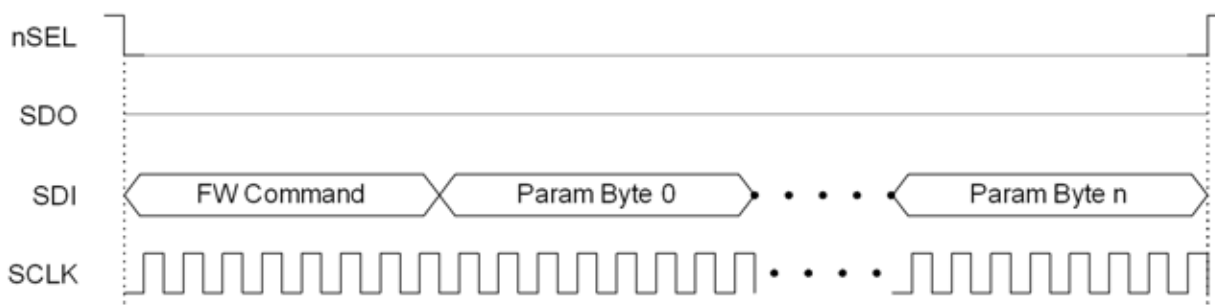 nSEL
SDO
SDI FW Command Param Byte 0 Param Byte n
SCLK